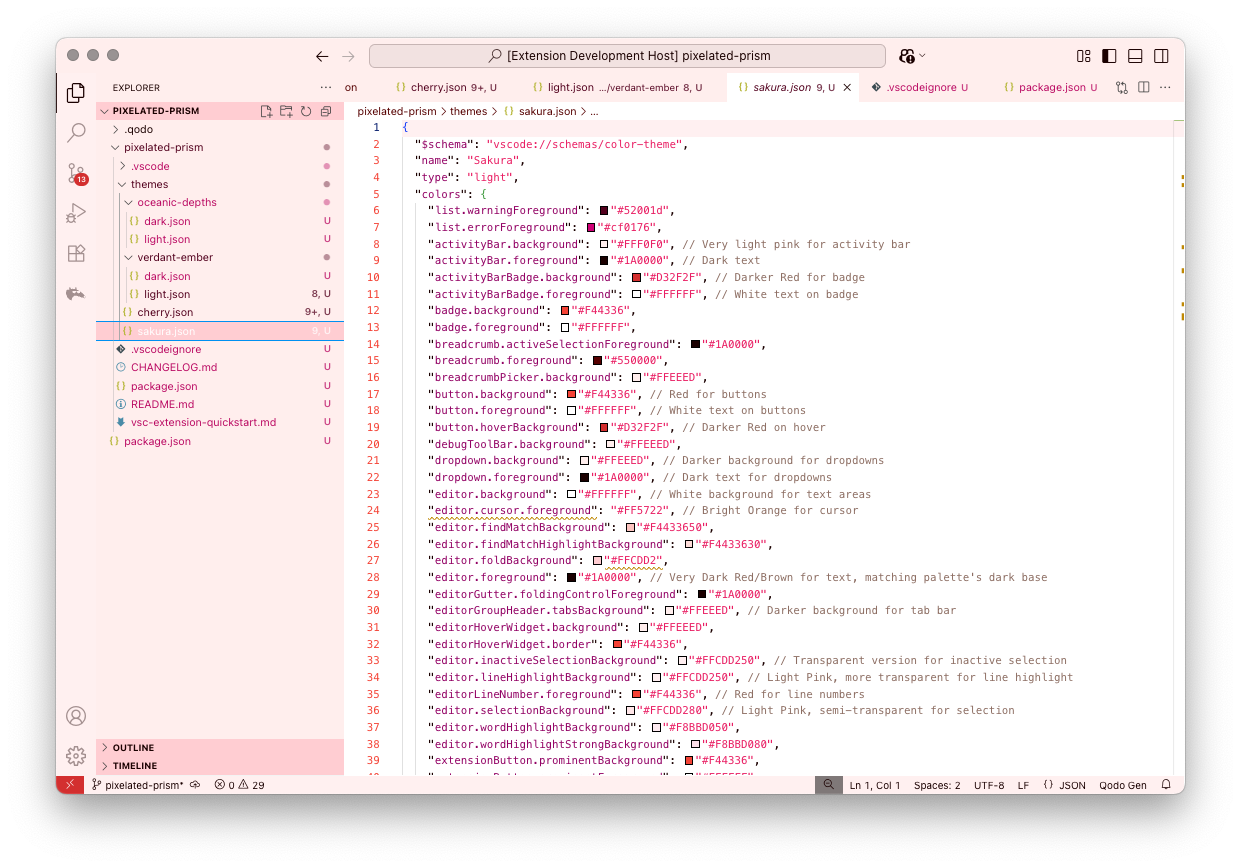 [Extension Development Host] pixelated-prism
EXPLORER
on
cherry.json 9+, U
light.json .../verdant-ember 8, U
sakura.json 9, U
.vscodeignore U
package.json U
PIXELATED-PRISM
.qodo
pixelated-prism
.vscode
themes
oceanic-depths
dark.json U
light.json U
verdant-ember
dark.json U
light.json 8, U
cherry.json 9+, U
sakura.json 9, U
.vscodeignore U
CHANGELOG.md U
package.json U
README.md U
vsc-extension-quickstart.md U
package.json U
13
OUTLINE
TIMELINE
pixelated-prism > themes > {} sakura.json > ...
1 {
2 "$schema": "vscode://schemas/color-theme",
3 "name": "Sakura",
4 "type": "light",
5 "colors": {
6 "list.warningForeground": "#52001d",
7 "list.errorForeground": "#cf0176",
8 "activityBar.background": "#FFF0F0", // Very light pink for activity bar
9 "activityBar.foreground": "#1A0000", // Dark text
10 "activityBarBadge.background": "#D32F2F", // Darker Red for badge
11 "activityBarBadge.foreground": "#FFFFFF", // White text on badge
12 "badge.background": "#F44336",
13 "badge.foreground": "#FFFFFF",
14 "breadcrumb.activeSelectionForeground": "#1A0000",
15 "breadcrumb.foreground": "#550000",
16 "breadcrumbPicker.background": "#FFEEED",
17 "button.background": "#F44336", // Red for buttons
18 "button.foreground": "#FFFFFF", // White text on buttons
19 "button.hoverBackground": "#D32F2F", // Darker Red on hover
20 "debugToolBar.background": "#FFEEED",
21 "dropdown.background": "#FFEEED", // Darker background for dropdowns
22 "dropdown.foreground": "#1A0000", // Dark text for dropdowns
23 "editor.background": "#FFFFFF", // White background for text areas
24 "editor.cursor.foreground": "#FF5722", // Bright Orange for cursor
25 "editor.findMatchBackground": "#F4433650",
26 "editor.findMatchHighlightBackground": "#F4433630",
27 "editor.foldBackground": "#FFCDD2",
28 "editor.foreground": "#1A0000", // Very Dark Red/Brown for text, matching palette's dark base
29 "editorGutter.foldingControlForeground": "#1A0000",
30 "editorGroupHeader.tabsBackground": "#FFEEED", // Darker background for tab bar
31 "editorHoverWidget.background": "#FFEEED",
32 "editorHoverWidget.border": "#F44336",
33 "editor.inactiveSelectionBackground": "#FFCDD250", // Transparent version for inactive selection
34 "editor.lineHighlightBackground": "#FFCDD250", // Light Pink, more transparent for line highlight
35 "editorLineNumber.foreground": "#F44336", // Red for line numbers
36 "editor.selectionBackground": "#FFCDD280", // Light Pink, semi-transparent for selection
37 "editor.wordHighlightBackground": "#F8BBD050",
38 "editor.wordHighlightStrongBackground": "#F8BBD080",
39 "extensionButton.prominentBackground": "#F44336",
pixelated-prism* 0 29
Ln 1, Col 1 Spaces: 2 UTF-8 LF {} JSON Qodo Gen